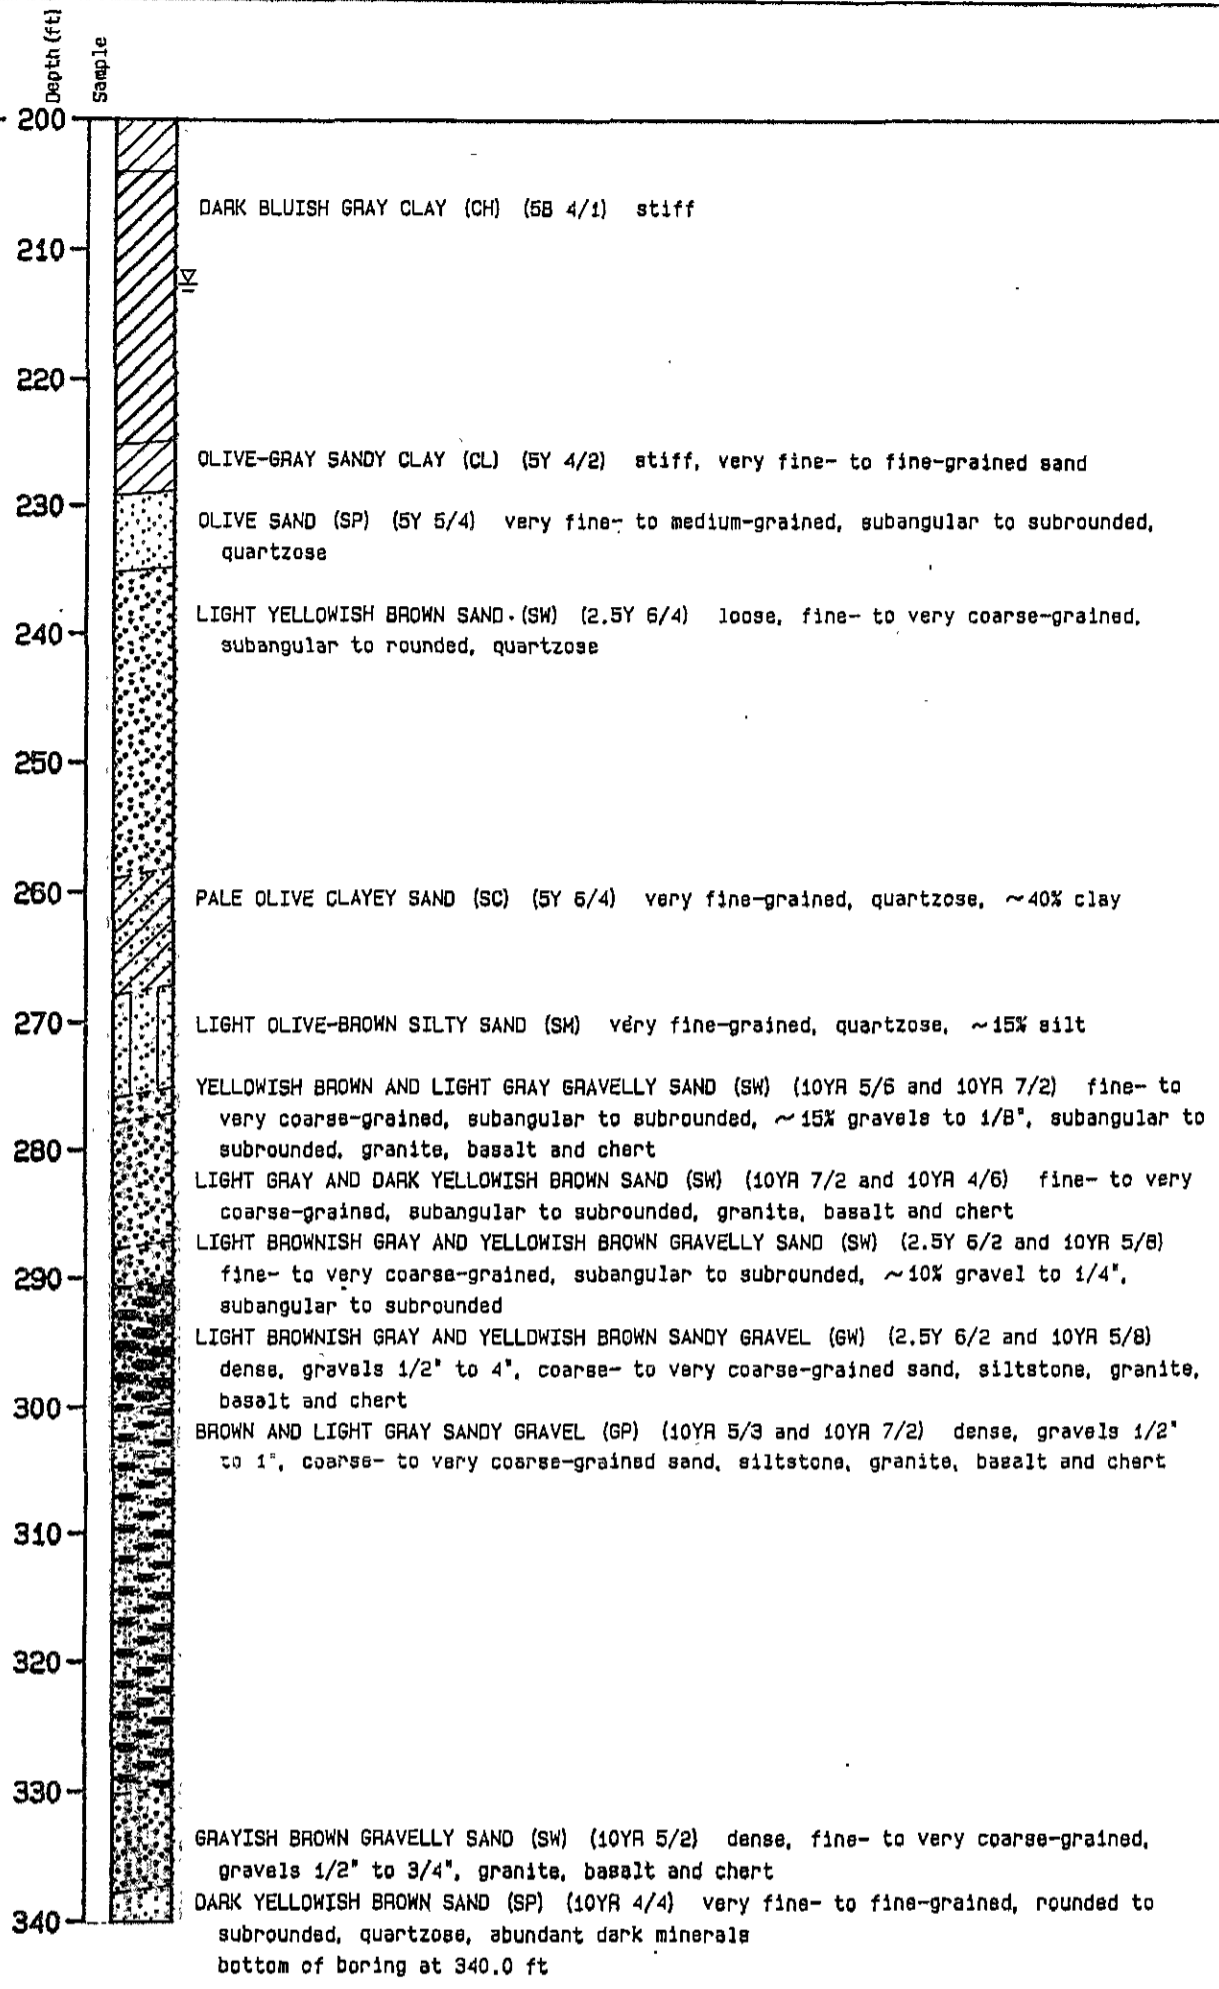 Depth (ft)
Sample
200
DARK BLUISH GRAY CLAY (CH) (5B 4/1) stiff
210
220
OLIVE-GRAY SANDY CLAY (CL) (5Y 4/2) stiff, very fine- to fine-grained sand
230
OLIVE SAND (SP) (5Y 5/4) very fine- to medium-grained, subangular to subrounded,
quartzose
LIGHT YELLOWISH BROWN SAND (SW) (2.5Y 6/4) loose, fine- to very coarse-grained,
240
subangular to rounded, quartzose
250
260
PALE OLIVE CLAYEY SAND (SC) (5Y 6/4) very fine-grained, quartzose, ~40% clay
270
LIGHT OLIVE-BROWN SILTY SAND (SM) very fine-grained, quartzose, ~15% silt
YELLOWISH BROWN AND LIGHT GRAY GRAVELLY SAND (SW) (10YR 5/6 and 10YR 7/2) fine- to
very coarse-grained, subangular to subrounded, ~15% gravels to 1/8", subangular to
280
subrounded, granite, basalt and chert
LIGHT GRAY AND DARK YELLOWISH BROWN SAND (SW) (10YR 7/2 and 10YR 4/6) fine- to very
coarse-grained, subangular to subrounded, granite, basalt and chert
LIGHT BROWNISH GRAY AND YELLOWISH BROWN GRAVELLY SAND (SW) (2.5Y 6/2 and 10YR 5/8)
290
fine- to very coarse-grained, subangular to subrounded, ~10% gravel to 1/4",
subangular to subrounded
LIGHT BROWNISH GRAY AND YELLOWISH BROWN SANDY GRAVEL (GW) (2.5Y 6/2 and 10YR 5/8)
dense, gravels 1/2" to 4", coarse- to very coarse-grained sand, siltstone, granite,
300
basalt and chert
BROWN AND LIGHT GRAY SANDY GRAVEL (GP) (10YR 5/3 and 10YR 7/2) dense, gravels 1/2"
to 1", coarse- to very coarse-grained sand, siltstone, granite, basalt and chert
310
320
330
GRAYISH BROWN GRAVELLY SAND (SW) (10YR 5/2) dense, fine- to very coarse-grained,
gravels 1/2" to 3/4", granite, basalt and chert
DARK YELLOWISH BROWN SAND (SP) (10YR 4/4) very fine- to fine-grained, rounded to
340
subrounded, quartzose, abundant dark minerals
bottom of boring at 340.0 ft